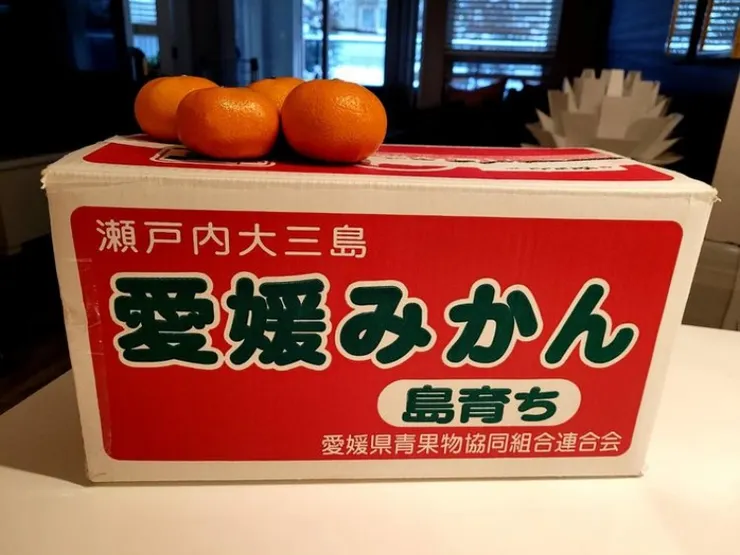 瀬戸内大三島
愛媛みかん
島育ち
愛媛県青果物協同組合連合会